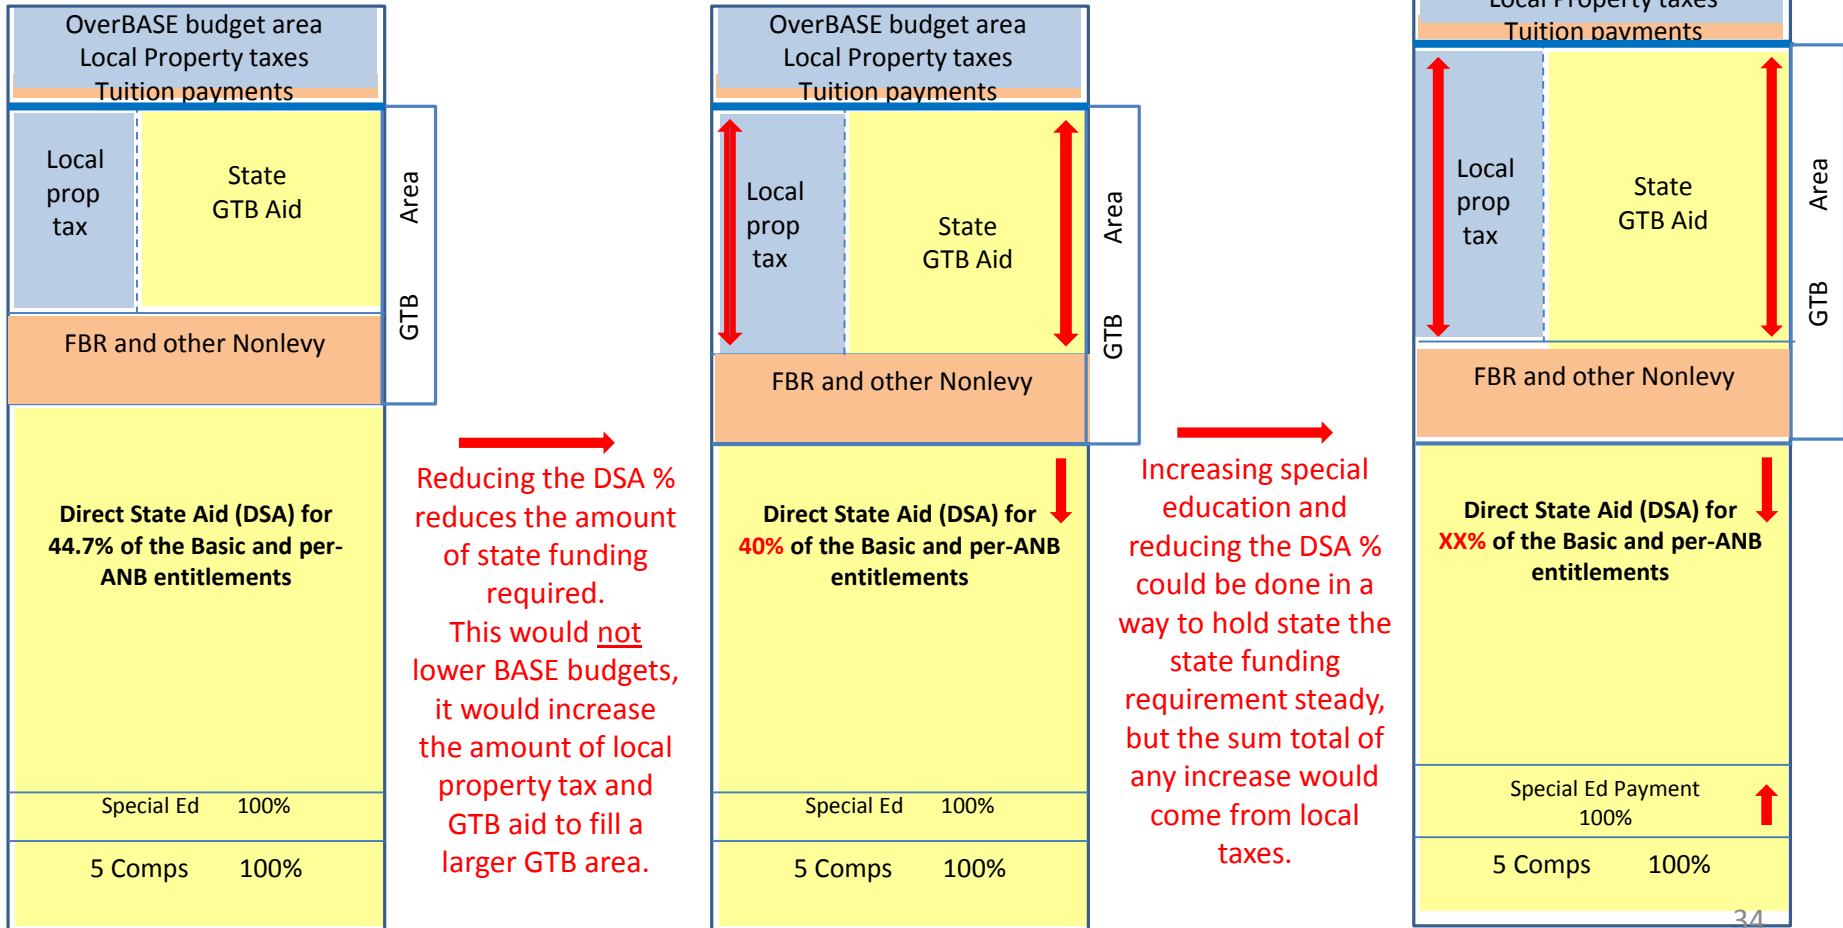 OverBASE budget area
Local Property taxes
Tuition payments
Local
prop
tax
State
GTB Aid
GTB Area
FBR and other Nonlevy
Direct State Aid (DSA) for
44.7% of the Basic and per-
ANB entitlements
Special Ed 100%
5 Comps 100%
Reducing the DSA %
reduces the amount
of state funding
required.
This would not
lower BASE budgets,
it would increase
the amount of local
property tax and
GTB aid to fill a
larger GTB area.
OverBASE budget area
Local Property taxes
Tuition payments
Local
prop
tax
State
GTB Aid
GTB Area
FBR and other Nonlevy
Direct State Aid (DSA) for
40% of the Basic and per-ANB
entitlements
Special Ed 100%
5 Comps 100%
Increasing special
education and
reducing the DSA %
could be done in a
way to hold state the
state funding
requirement steady,
but the sum total of
any increase would
come from local
taxes.
Local Property taxes
Tuition payments
Local
prop
tax
State
GTB Aid
GTB Area
FBR and other Nonlevy
Direct State Aid (DSA) for
XX% of the Basic and per-ANB
entitlements
Special Ed Payment
100%
5 Comps 100%
34